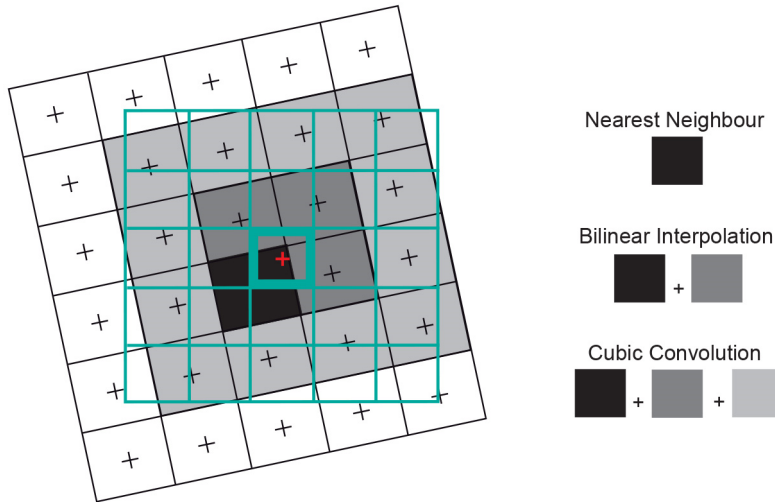 Nearest Neighbour
Bilinear Interpolation
+
Cubic Convolution
+ +